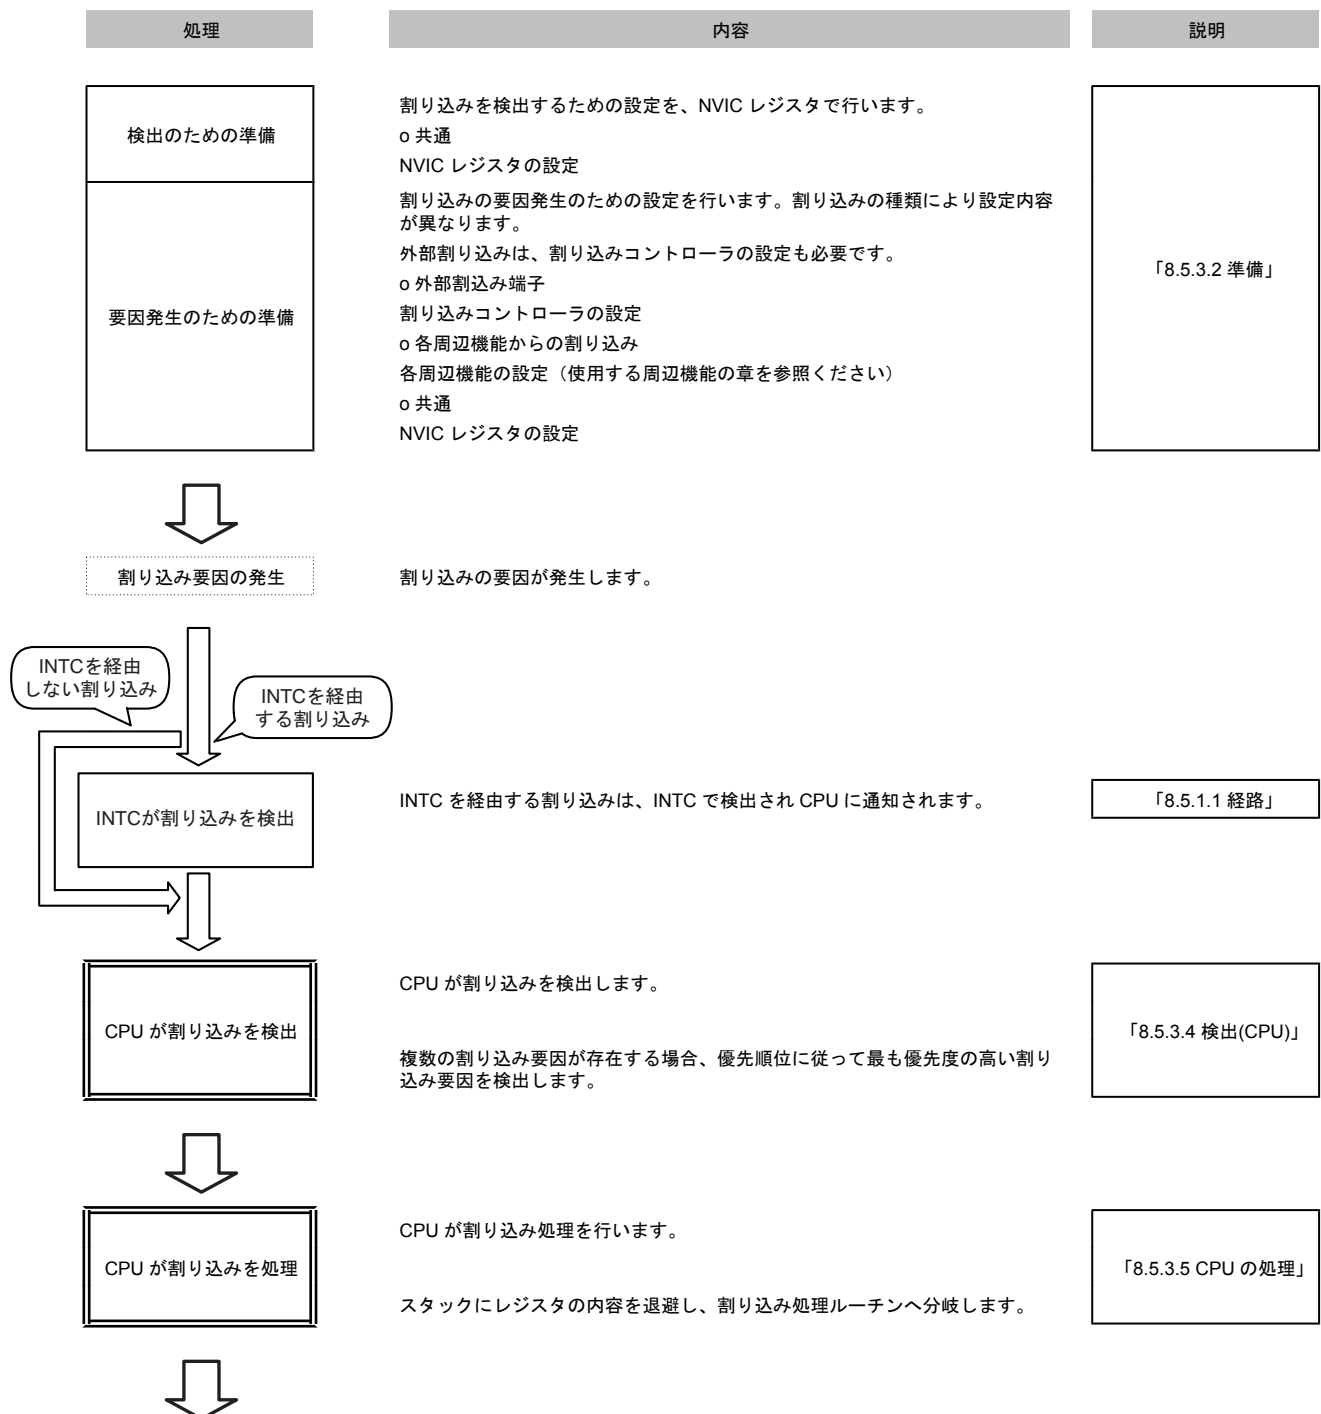 処理
内容
説明
検出のための準備
割り込みを検出するための設定を、NVIC レジスタで行います。
o 共通
NVIC レジスタの設定
要因発生のための準備
割り込みの要因発生のための設定を行います。割り込みの種類により設定内容
が異なります。
外部割り込みは、割り込みコントローラの設定も必要です。
o 外部割込み端子
割り込みコントローラの設定
o 各周辺機能からの割り込み
各周辺機能の設定（使用する周辺機能の章を参照ください）
o 共通
NVIC レジスタの設定
「8.5.3.2 準備」
割り込み要因の発生
割り込みの要因が発生します。
INTCを経由
しない割り込み
INTCを経由
する割り込み
INTCが割り込みを検出
INTC を経由する割り込みは、INTC で検出され CPU に通知されます。
「8.5.1.1 経路」
CPU が割り込みを検出
CPU が割り込みを検出します。
複数の割り込み要因が存在する場合、優先順位に従って最も優先度の高い割り
込み要因を検出します。
「8.5.3.4 検出(CPU)」
CPU が割り込みを処理
CPU が割り込み処理を行います。
スタックにレジスタの内容を退避し、割り込み処理ルーチンへ分岐します。
「8.5.3.5 CPU の処理」